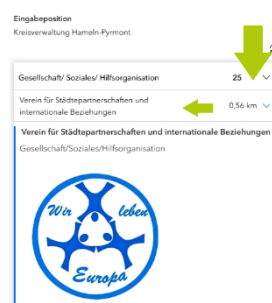 Eingabeposition
Kreisverwaltung Hameln-Pyrmont
Gesellschaft/ Soziales/ Hilfsorganisation 25
Verein für Städtepartnerschaften und
internationale Beziehungen 0,56 km
Verein für Städtepartnerschaften und internationale Beziehungen
Gesellschaft/Soziales/Hilfsorganisation
Wir leben
Europa